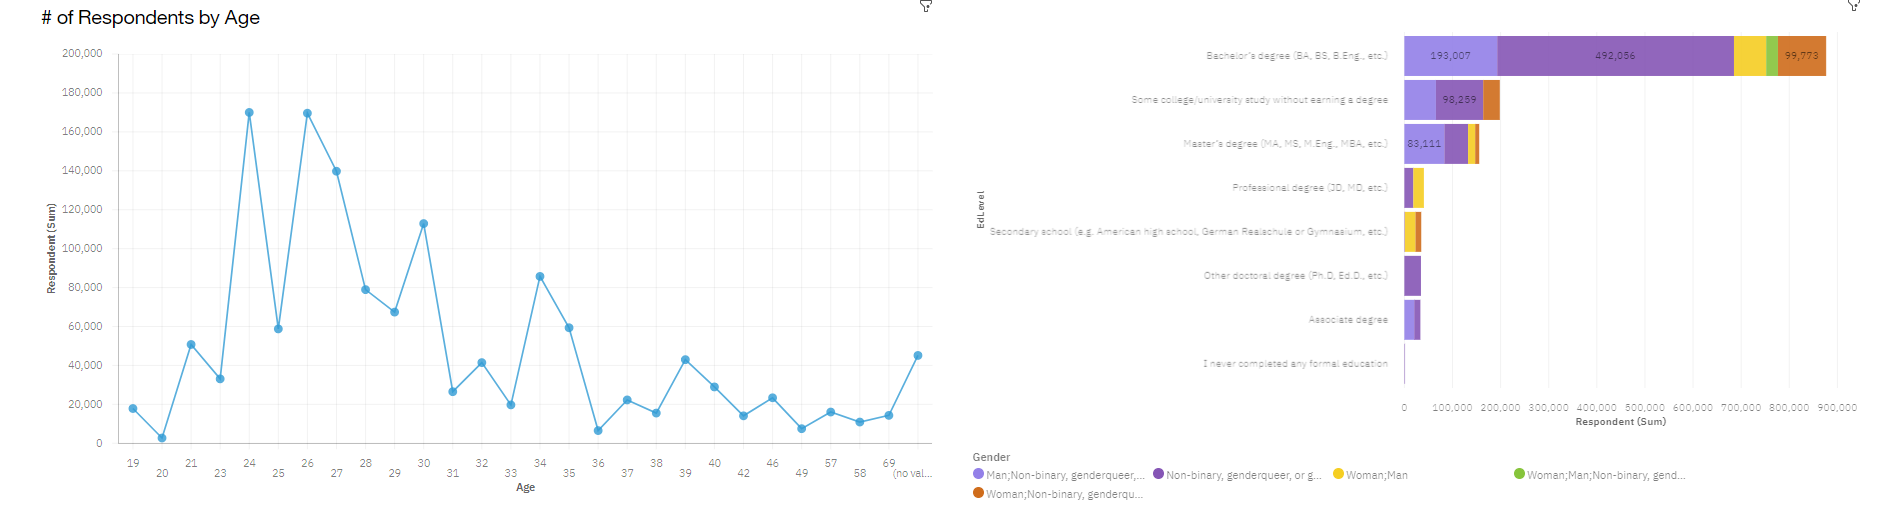 # of Respondents by Age
200,000
180,000
160,000
140,000
120,000
100,000
80,000
60,000
40,000
20,000
0
Respondent (Sum)
19 21 24 26 28 30 32 34 36 38 40 46 57 69
20 23 25 27 29 31 33 35 37 39 42 49 58 (no val...
Age
EdLevel
Bachelor's degree (BA, BS, B.Eng., etc.) 193,007 492,056 99,773
Some college/university study without earning a degree 98,259
Master's degree (MA, MS, M.Eng., MBA, etc.) 83,111
Professional degree (JD, MD, etc.)
Secondary school (e.g. American high school, German Realschule or Gymnasium, etc.)
Other doctoral degree (Ph.D, Ed.D., etc.)
Associate degree
I never completed any formal education
0 100,000 200,000 300,000 400,000 500,000 600,000 700,000 800,000 900,000
Respondent (Sum)
Gender
Man;Non-binary, genderqueer,... Non-binary, genderqueer, or g... Woman;Man Woman;Man;Non-binary, gend...
Woman;Non-binary, genderqu...